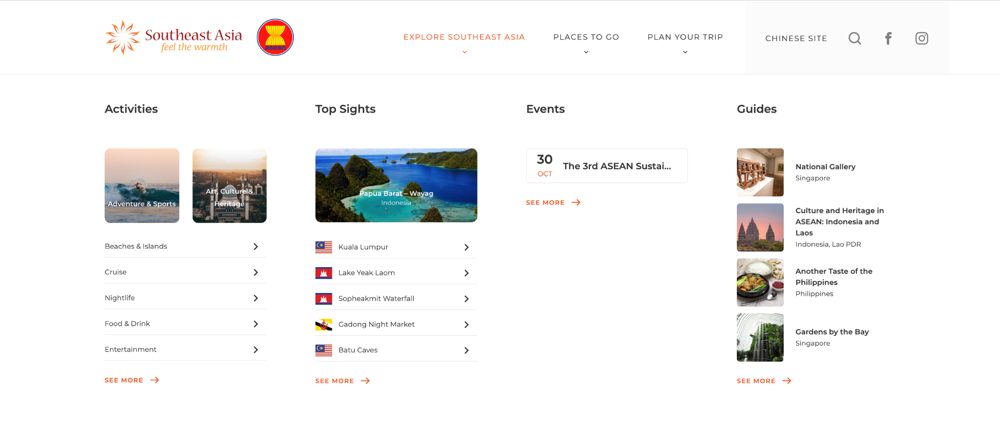 Southeast Asia
feel the warmth
asean
EXPLORE SOUTHEAST ASIA
PLACES TO GO
PLAN YOUR TRIP
CHINESE SITE
Activities
Adventure & Sports
Art, Culture &
Heritage
Beaches & Islands
Cruise
Nightlife
Food & Drink
Entertainment
SEE MORE
Top Sights
Papua Barat – Wayag
Indonesia
Kuala Lumpur
Lake Yeak Laom
Sopheakmit Waterfall
Gadong Night Market
Batu Caves
SEE MORE
Events
30
OCT
The 3rd ASEAN Sustai...
SEE MORE
Guides
National Gallery
Singapore
Culture and Heritage in
ASEAN: Indonesia and
Laos
Indonesia, Lao PDR
Another Taste of the
Philippines
Philippines
Gardens by the Bay
Singapore
SEE MORE